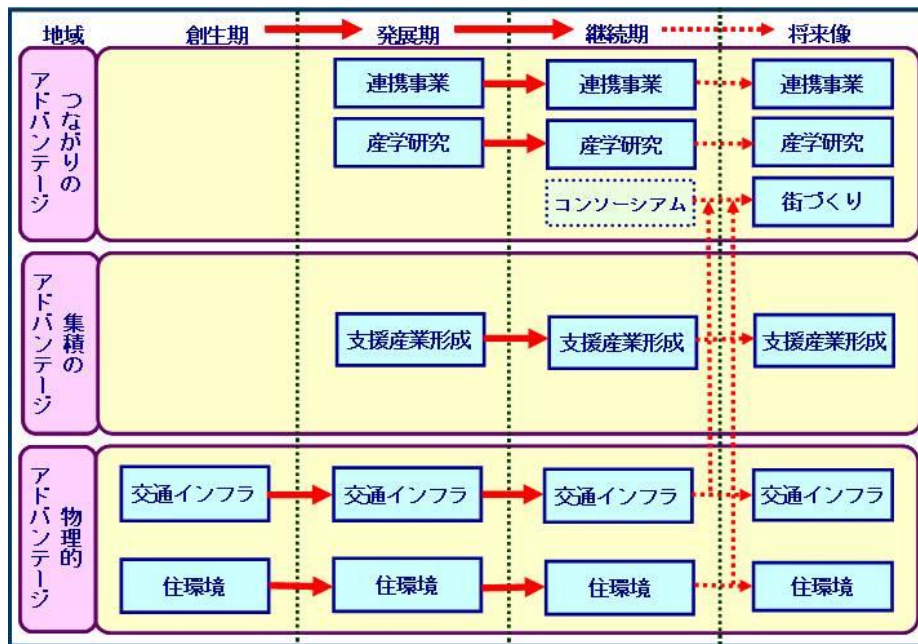 地域
創生期
発展期
継続期
将来像
つながりの
アドバンテージ
連携事業
連携事業
連携事業
産学研究
産学研究
産学研究
コンソーシアム
街づくり
集積の
アドバンテージ
支援産業形成
支援産業形成
支援産業形成
物理的
アドバンテージ
交通インフラ
交通インフラ
交通インフラ
交通インフラ
住環境
住環境
住環境
住環境